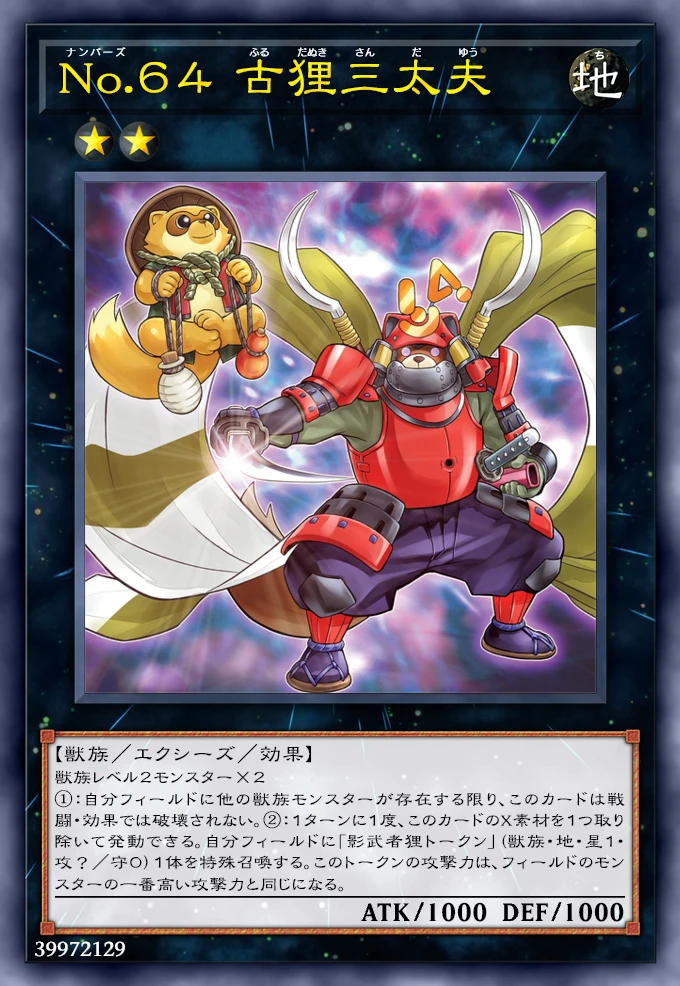 ナンバーズ ふる だぬき さん だ ゆう
No.64 古狸三太夫
ち
地
【獣族／エクシーズ／効果】
獣族レベル2モンスター×2
①：自分フィールドに他の獣族モンスターが存在する限り、このカードは戦
闘・効果では破壊されない。②：1ターンに1度、このカードのX素材を1つ取り
除いて発動できる。自分フィールドに「影武者狸トークン」（獣族・地・星1・
攻？／守0）1体を特殊召喚する。このトークンの攻撃力は、フィールドのモン
スターの一番高い攻撃力と同じになる。
ATK/1000 DEF/1000
39972129